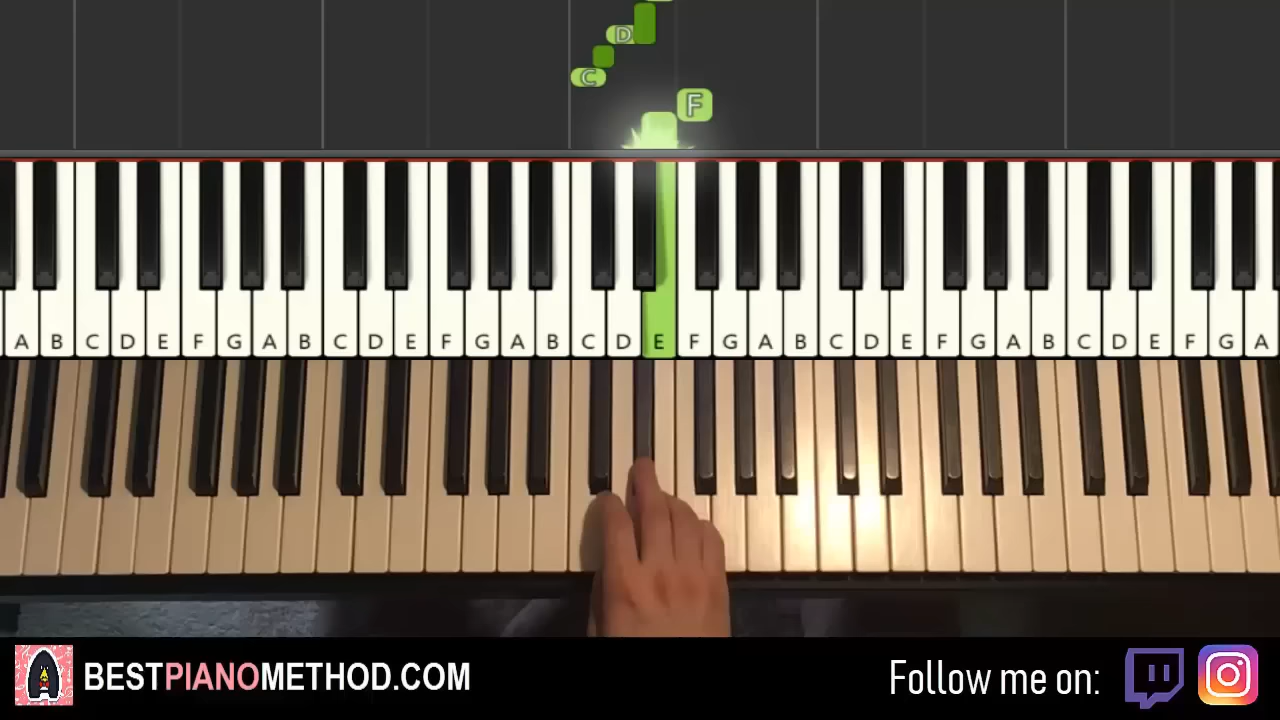 D
C
F
A B C D E F G A B C D E F G A B C D E F G A B C D E F G A B C D E F G A
BESTPIANOMETHOD.COM
Follow me on: